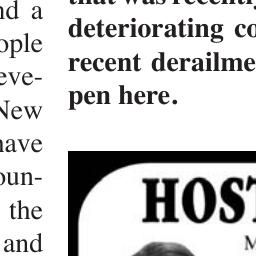 nd a
ople
eve-
New
have
oun-
the
and
that was recently
deteriorating co
recent derailme
pen here.
HOST
M